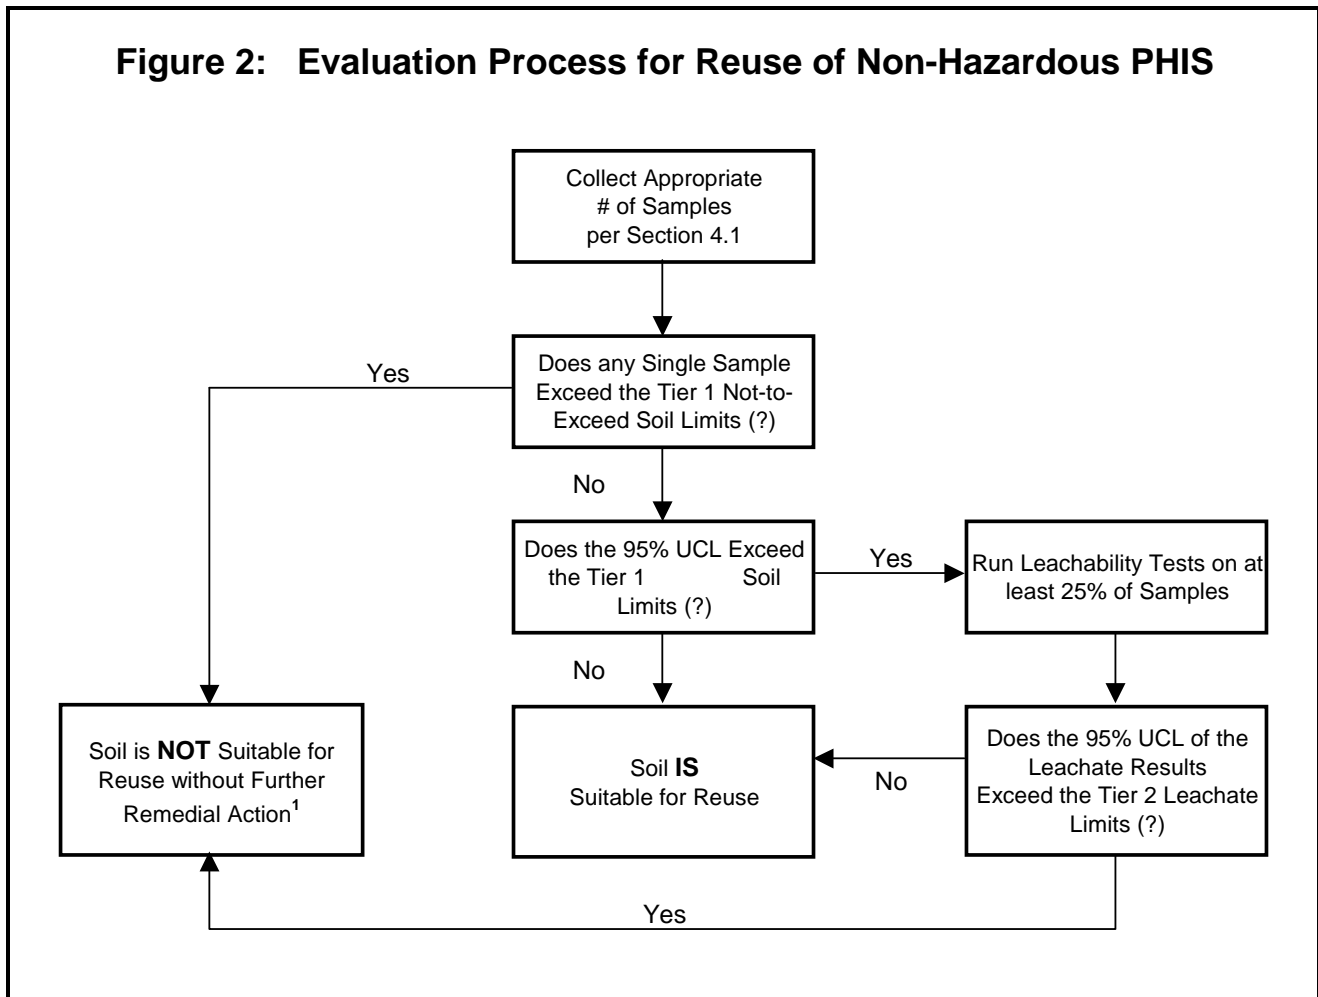 Figure 2: Evaluation Process for Reuse of Non-Hazardous PHIS
Collect Appropriate
# of Samples
per Section 4.1
Does any Single Sample
Exceed the Tier 1 Not-to-
Exceed Soil Limits (?)
Yes
No
Does the 95% UCL Exceed
the Tier 1 Soil
Limits (?)
Yes
Run Leachability Tests on at
least 25% of Samples
No
Soil is NOT Suitable for
Reuse without Further
Remedial Action¹
Soil IS
Suitable for Reuse
No
Does the 95% UCL of the
Leachate Results
Exceed the Tier 2 Leachate
Limits (?)
Yes